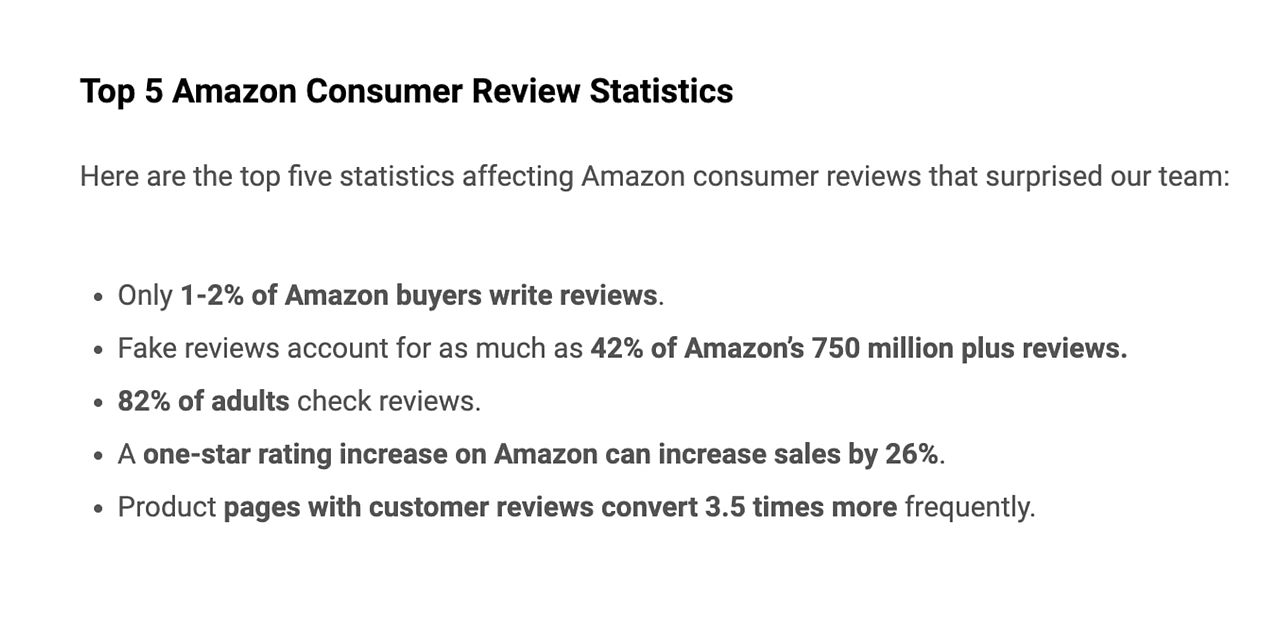 Top 5 Amazon Consumer Review Statistics
Here are the top five statistics affecting Amazon consumer reviews that surprised our team:
• Only 1-2% of Amazon buyers write reviews.
• Fake reviews account for as much as 42% of Amazon’s 750 million plus reviews.
• 82% of adults check reviews.
• A one-star rating increase on Amazon can increase sales by 26%.
• Product pages with customer reviews convert 3.5 times more frequently.